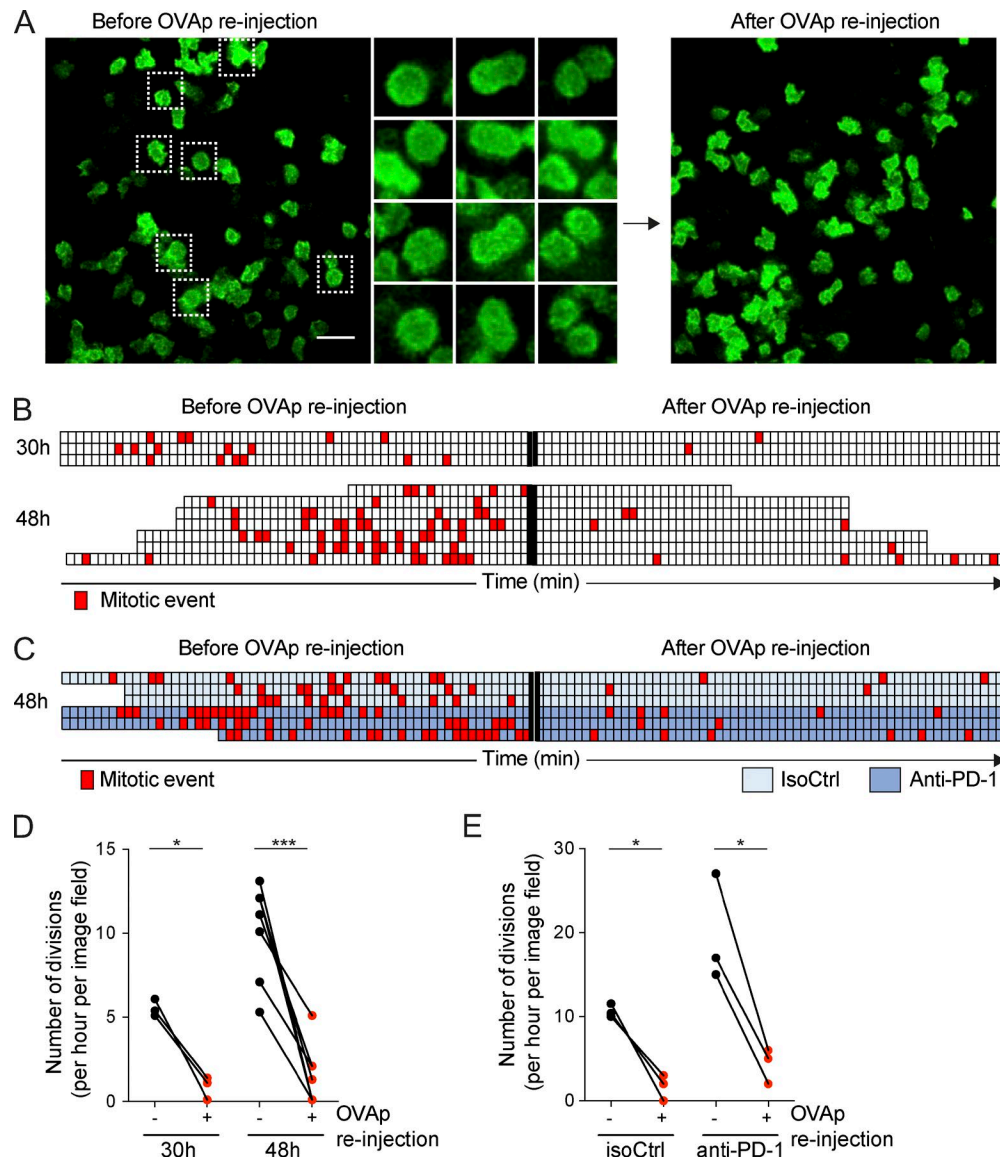 A
Before OVAp re-injection
After OVAp re-injection
B
Before OVAp re-injection
After OVAp re-injection
30h
48h
Time (min)
Mitotic event
C
Before OVAp re-injection
After OVAp re-injection
48h
Time (min)
Mitotic event
IsoCtrl
Anti-PD-1
D
Number of divisions
(per hour per image field)
15
10
5
0
*
***
- + - +
OVAp
re-injection
30h
48h
E
Number of divisions
(per hour per image field)
30
20
10
0
*
*
- + - +
OVAp
re-injection
isoCtrl
anti-PD-1